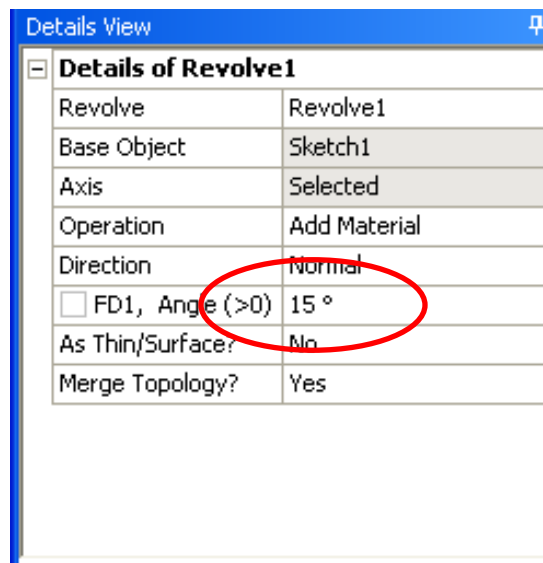 Details View
Details of Revolve1
Revolve Revolve1
Base Object Sketch1
Axis Selected
Operation Add Material
Direction Normal
FD1, Angle (>0) 15 °
As Thin/Surface? No
Merge Topology? Yes